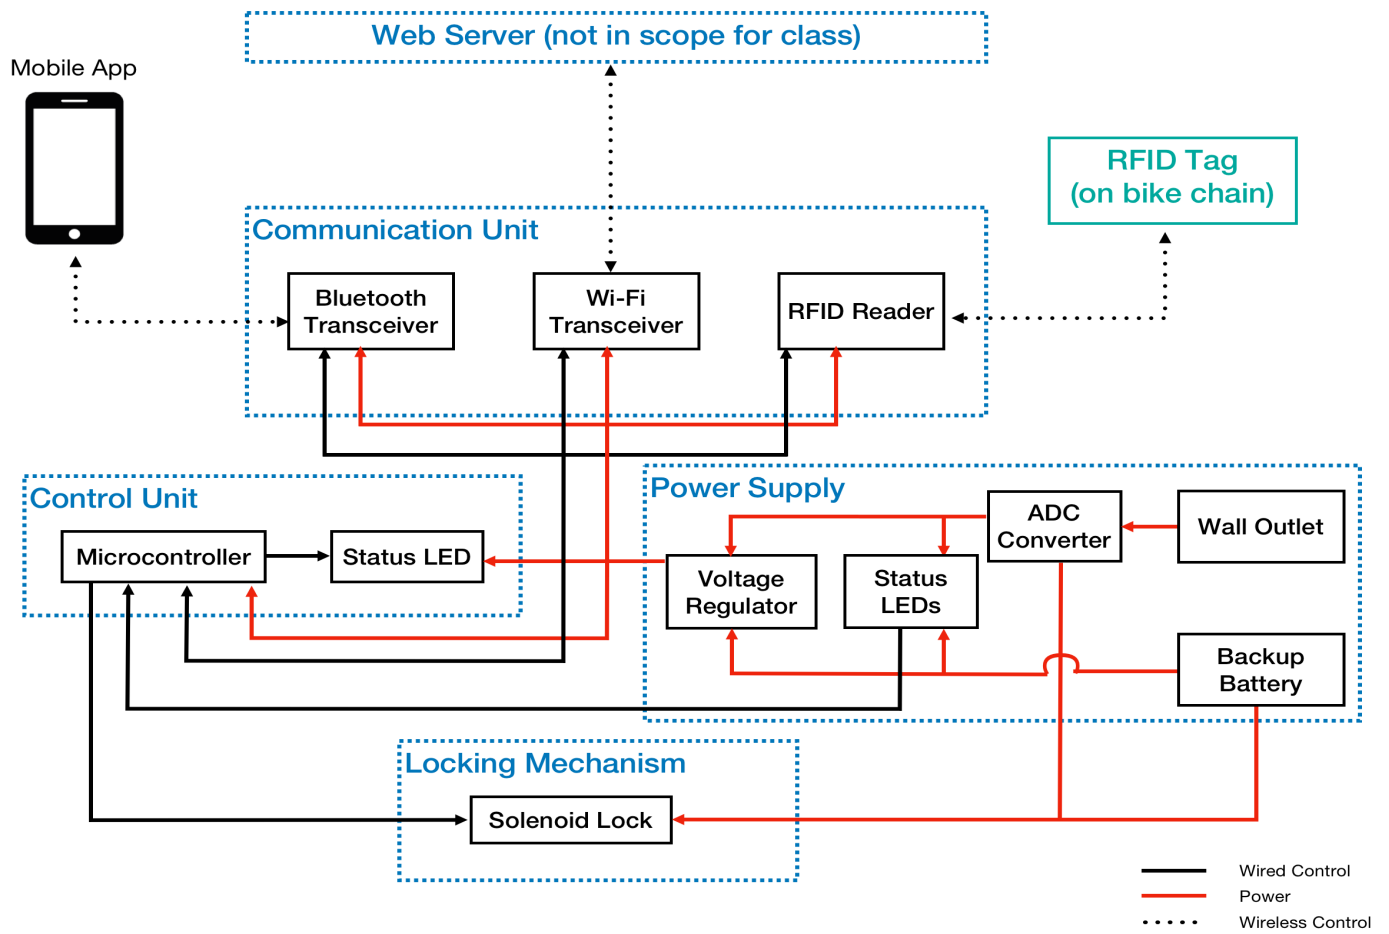 Web Server (not in scope for class)
Mobile App
RFID Tag
(on bike chain)
Communication Unit
Bluetooth
Transceiver
Wi-Fi
Transceiver
RFID Reader
Control Unit
Microcontroller
Status LED
Power Supply
Voltage
Regulator
Status
LEDs
ADC
Converter
Wall Outlet
Backup
Battery
Locking Mechanism
Solenoid Lock
Wired Control
Power
Wireless Control